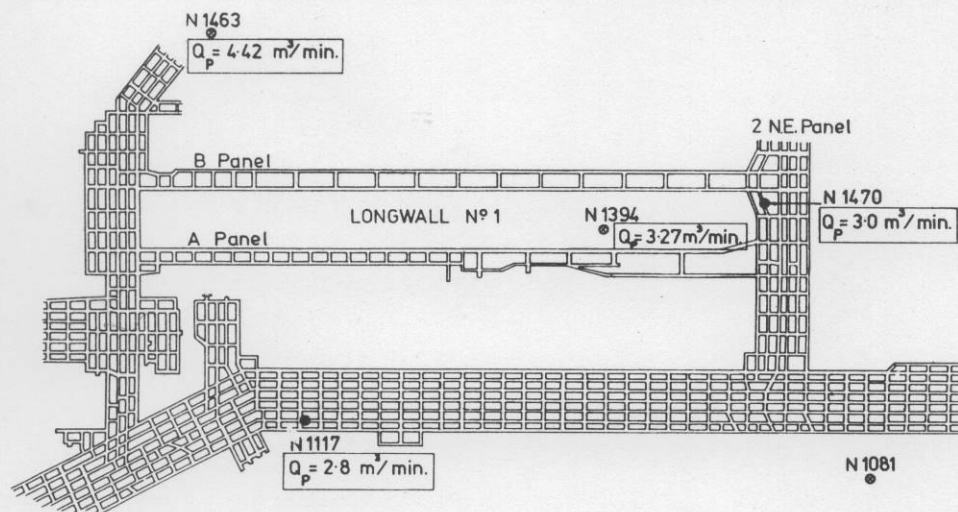 N 1463
Qp = 4·42 m³/min.
2 N.E. Panel
B Panel
N 1470
Qp = 3·0 m³/min.
LONGWALL Nº 1
N 1394
Qp = 3·27 m³/min.
A Panel
N 1117
Qp = 2·8 m³/min.
N 1081